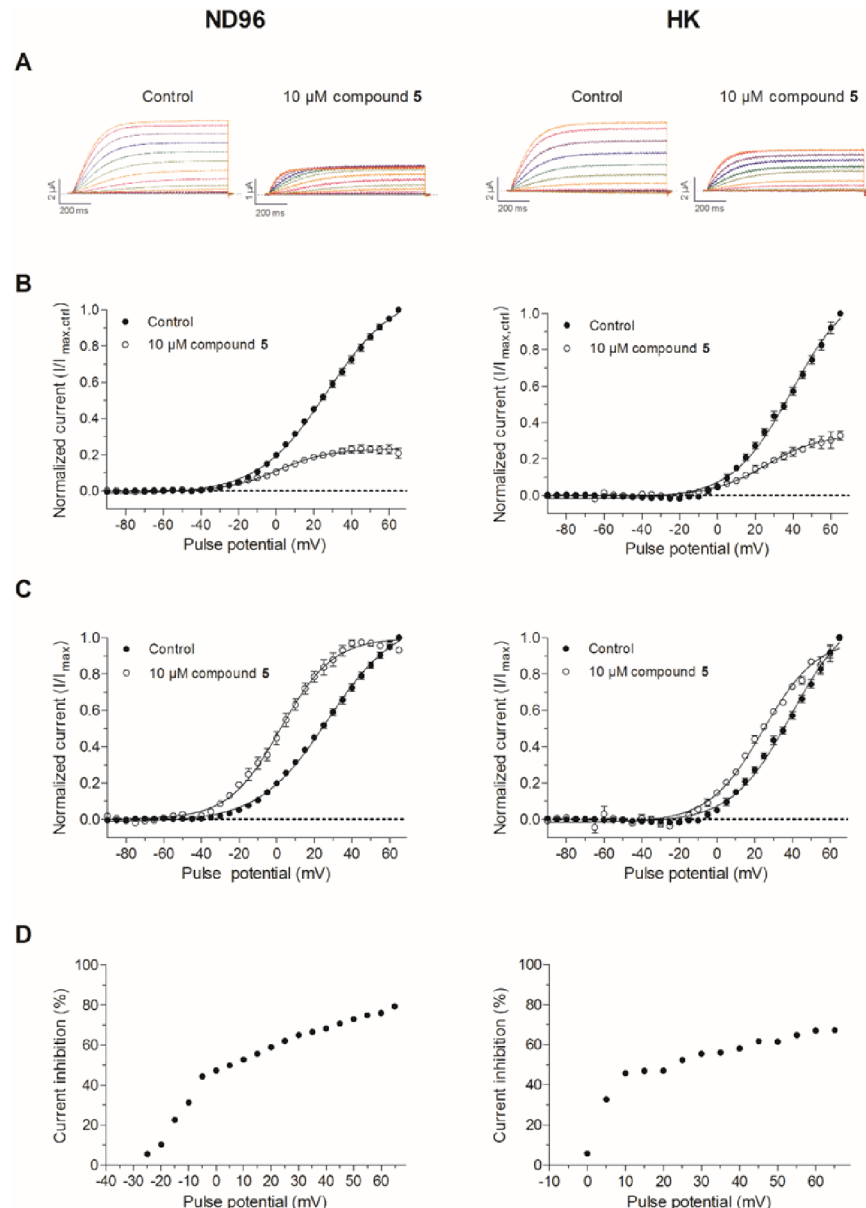 ND96 HK
A
Control 10 µM compound 5 Control 10 µM compound 5
2 µA 1 µA 2 µA 2 µA
200 ms 200 ms 200 ms 200 ms
B
Normalized current (I/Imax,ctrl) Normalized current (I/Imax,ctrl)
1.0 1.0
Control Control
10 µM compound 5 10 µM compound 5
0.8 0.8
0.6 0.6
0.4 0.4
0.2 0.2
0.0 0.0
-80 -60 -40 -20 0 20 40 60 -80 -60 -40 -20 0 20 40 60
Pulse potential (mV) Pulse potential (mV)
C
Normalized current (I/Imax) Normalized current (I/Imax)
1.0 1.0
Control Control
10 µM compound 5 10 µM compound 5
0.8 0.8
0.6 0.6
0.4 0.4
0.2 0.2
0.0 0.0
-80 -60 -40 -20 0 20 40 60 -80 -60 -40 -20 0 20 40 60
Pulse potential (mV) Pulse potential (mV)
D
Current inhibition (%) Current inhibition (%)
100 100
80 80
60 60
40 40
20 20
0 0
-40 -30 -20 -10 0 10 20 30 40 50 60 -10 0 10 20 30 40 50 60
Pulse potential (mV) Pulse potential (mV)